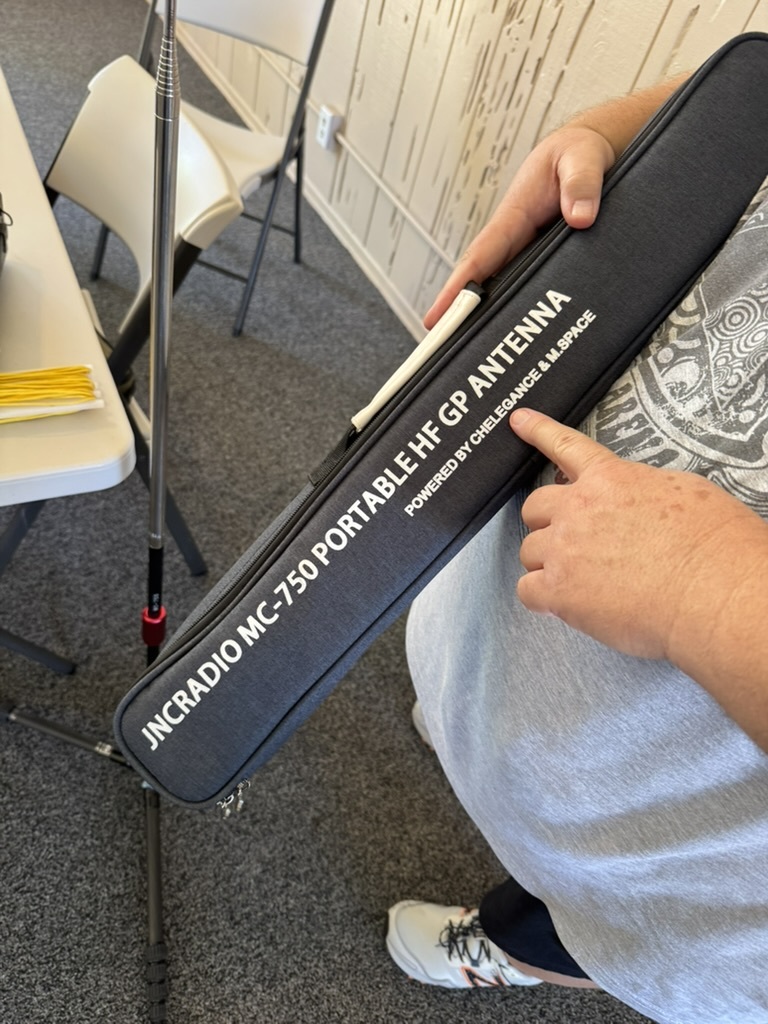 JNCRADIO MC-750 PORTABLE HF GP ANTENNA
POWERED BY CHELEGANCE & M.SPACE